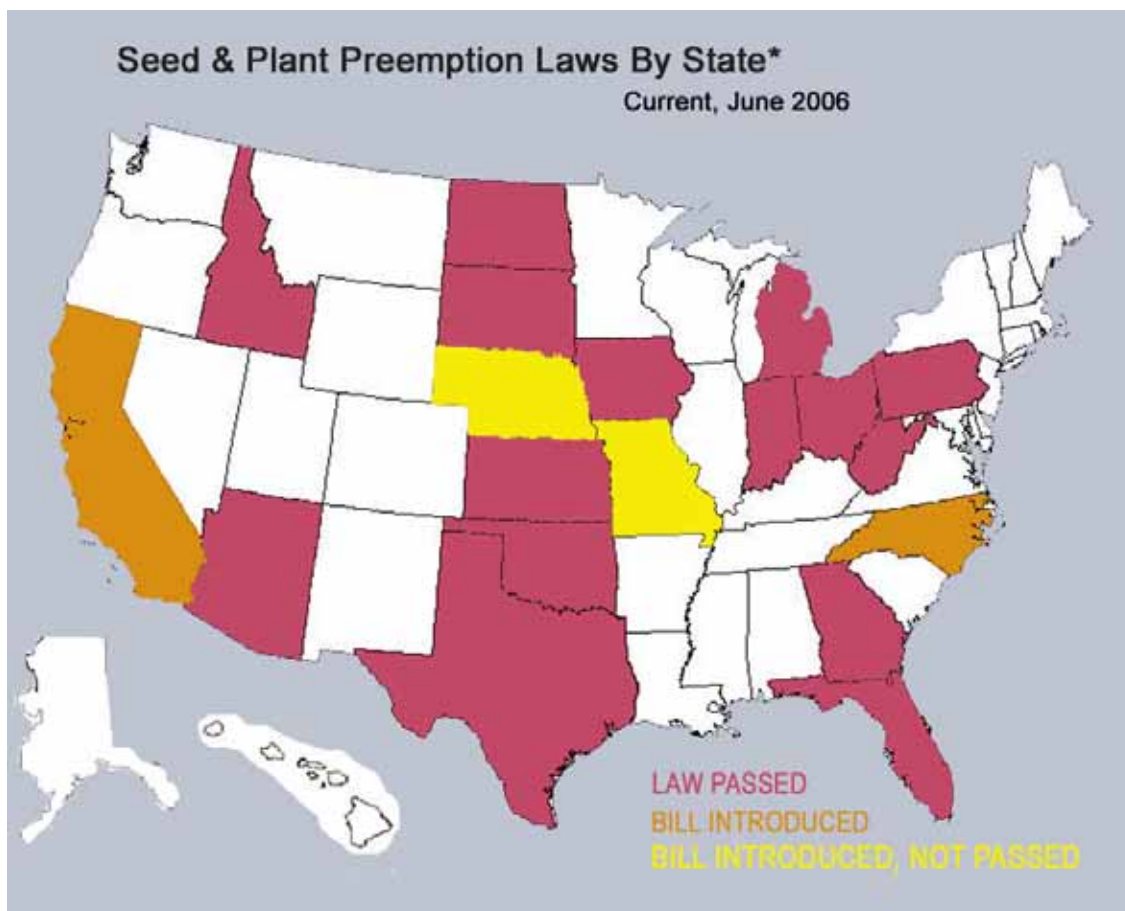 Seed & Plant Preemption Laws By State*
Current, June 2006
LAW PASSED
BILL INTRODUCED
BILL INTRODUCED, NOT PASSED